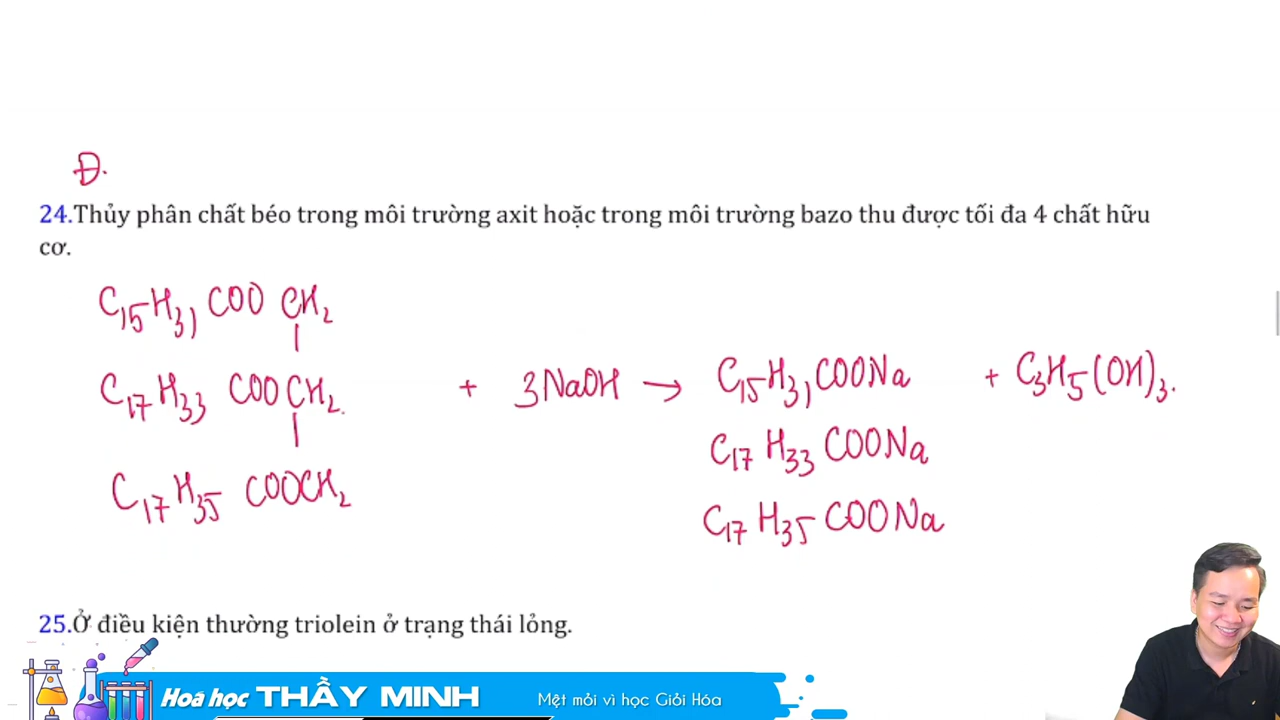 Đ.
24.Thủy phân chất béo trong môi trường axit hoặc trong môi trường bazo thu được tối đa 4 chất hữu
cơ.
C₁₅H₃₁COOCH₂
C₁₇H₃₃COOCH₂ + 3NaOH → C₁₅H₃₁COONa + C₃H₅(OH)₃.
C₁₇H₃₃COONa
C₁₇H₃₅COOCH₂
C₁₇H₃₅COONa
25.Ở điều kiện thường triolein ở trạng thái lỏng.
Hoá học THẦY MINH
Mệt mỏi vì học Giỏi Hóa